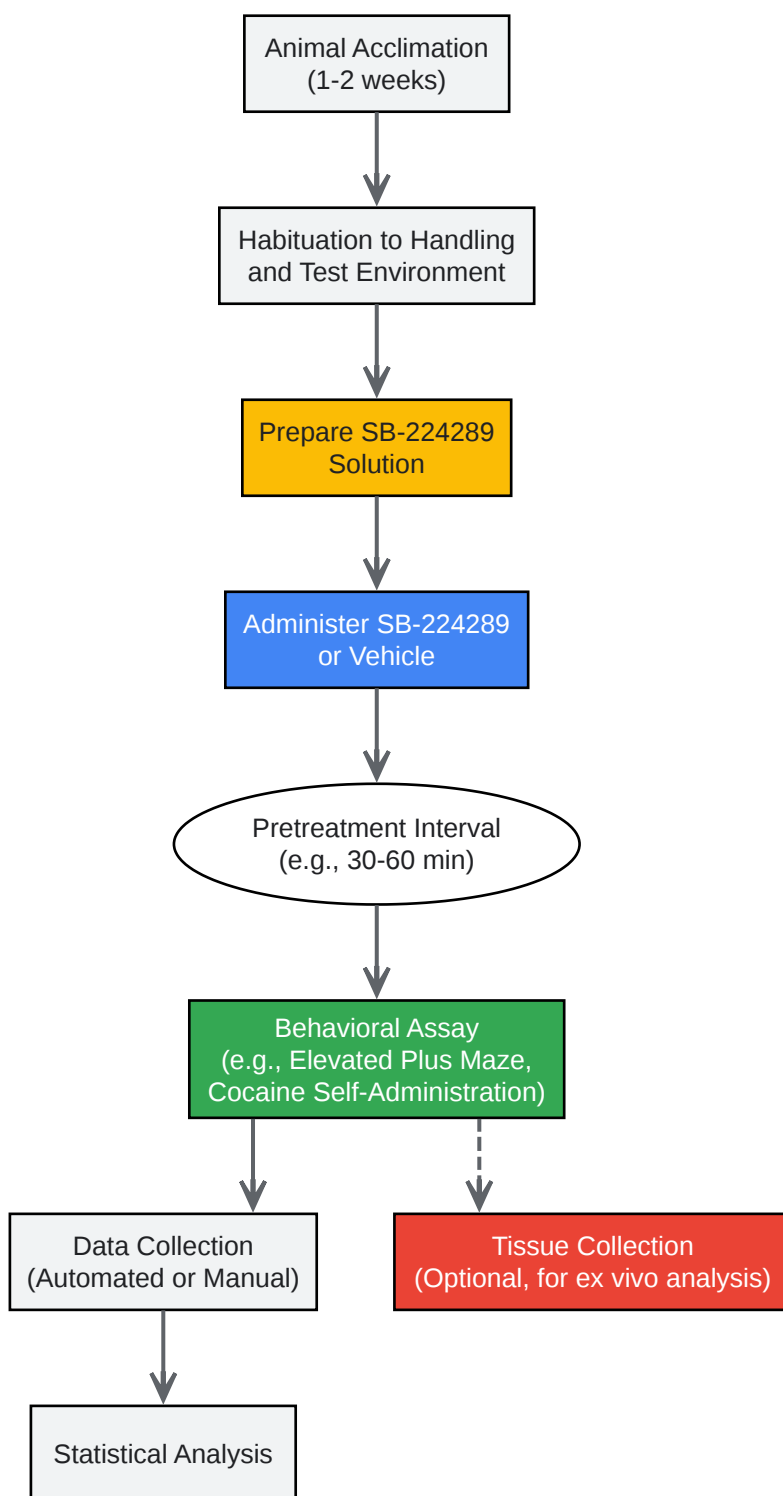 Animal Acclimation
(1-2 weeks)
Habituation to Handling
and Test Environment
Prepare SB-224289
Solution
Administer SB-224289
or Vehicle
Pretreatment Interval
(e.g., 30-60 min)
Behavioral Assay
(e.g., Elevated Plus Maze,
Cocaine Self-Administration)
Data Collection
(Automated or Manual)
Tissue Collection
(Optional, for ex vivo analysis)
Statistical Analysis